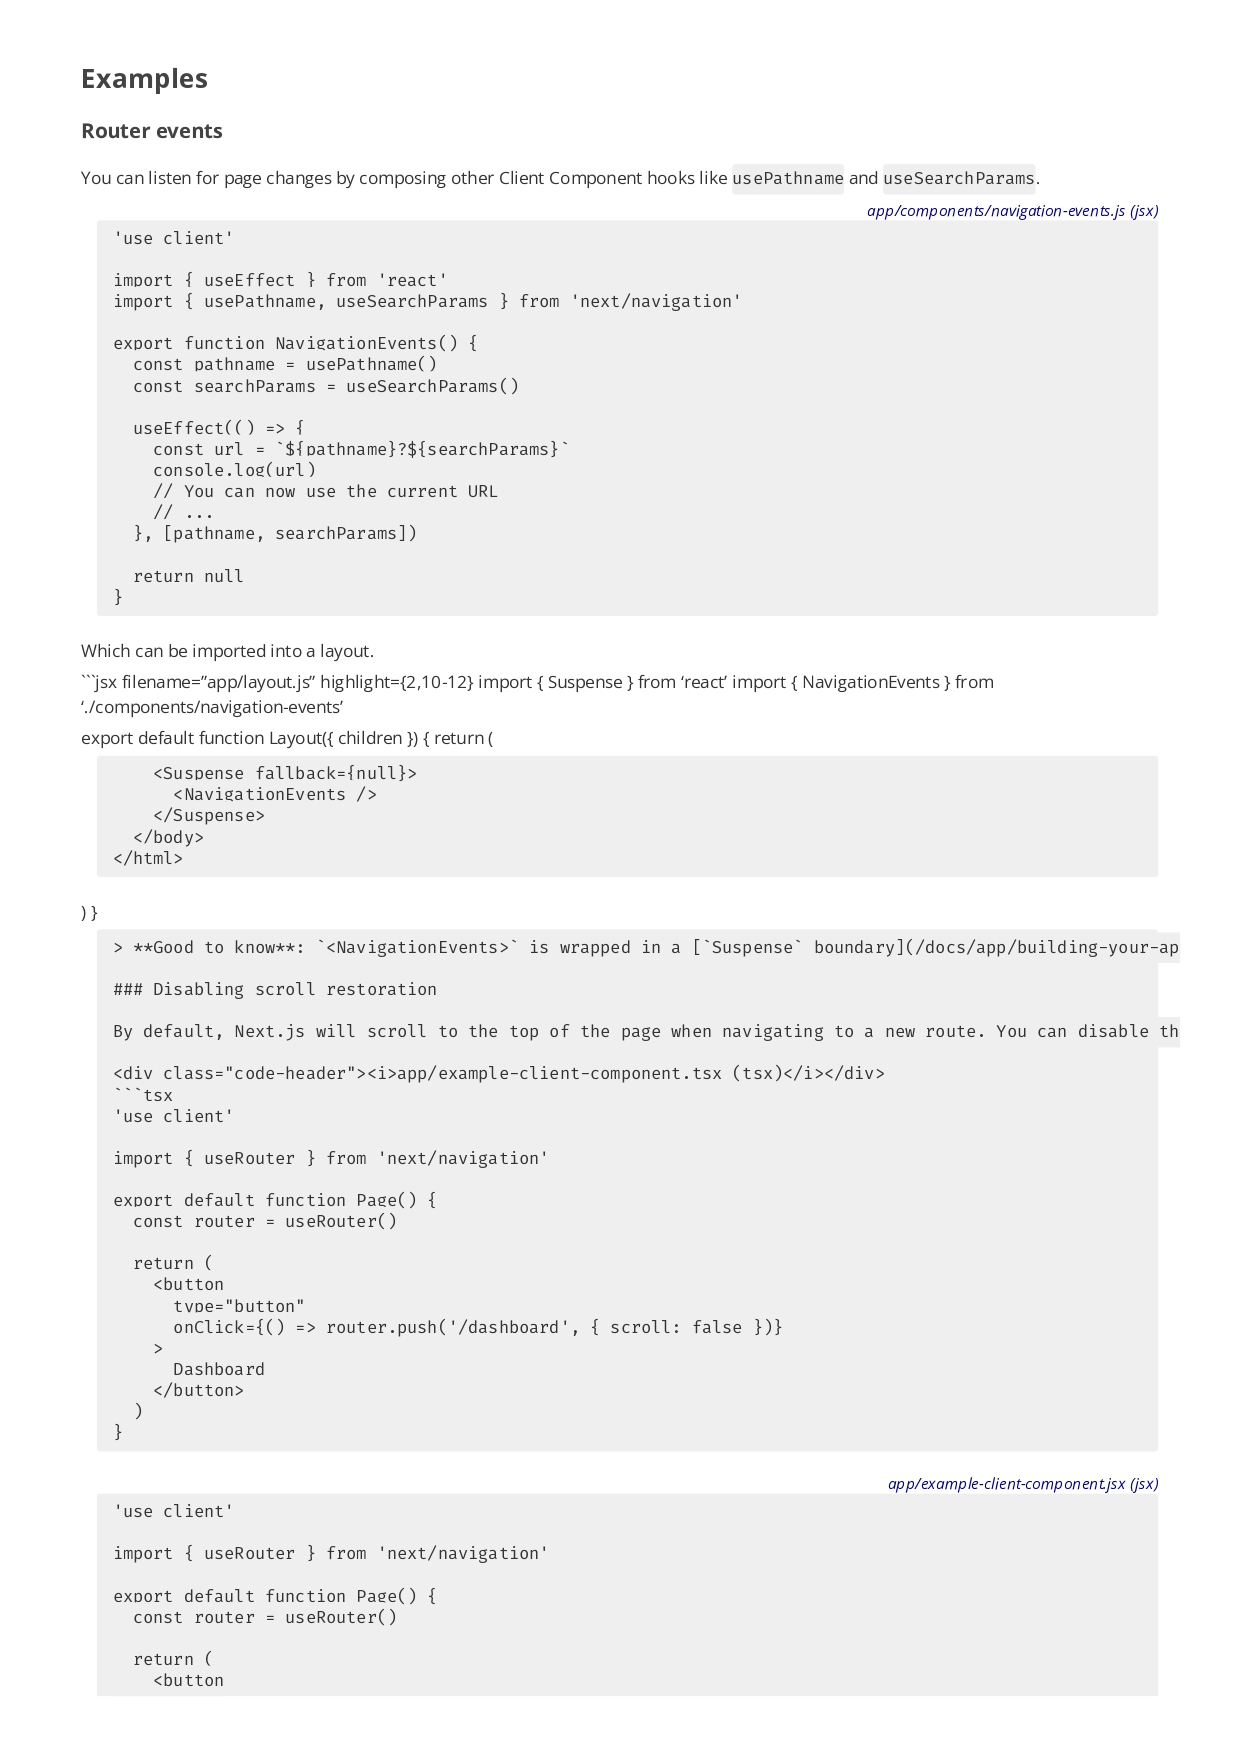 Examples
Router events
You can listen for page changes by composing other Client Component hooks like usePathname and useSearchParams.
app/components/navigation-events.js (jsx)
'use client'

import { useEffect } from 'react'
import { usePathname, useSearchParams } from 'next/navigation'

export function NavigationEvents() {
  const pathname = usePathname()
  const searchParams = useSearchParams()

  useEffect(() => {
    const url = `${pathname}?${searchParams}`
    console.log(url)
    // You can now use the current URL
    // ...
  }, [pathname, searchParams])

  return null
}
Which can be imported into a layout.
```jsx filename=”app/layout.js” highlight={2,10-12} import { Suspense } from ‘react’ import { NavigationEvents } from
‘./components/navigation-events’
export default function Layout({ children }) { return (
    <Suspense fallback={null}>
      <NavigationEvents />
    </Suspense>
  </body>
</html>
) }
> **Good to know**: `<NavigationEvents>` is wrapped in a [`Suspense` boundary](/docs/app/building-your-ap

### Disabling scroll restoration

By default, Next.js will scroll to the top of the page when navigating to a new route. You can disable th

<div class="code-header"><i>app/example-client-component.tsx (tsx)</i></div>
```tsx
'use client'

import { useRouter } from 'next/navigation'

export default function Page() {
  const router = useRouter()

  return (
    <button
      type="button"
      onClick={() => router.push('/dashboard', { scroll: false })}
    >
      Dashboard
    </button>
  )
}
app/example-client-component.jsx (jsx)
'use client'

import { useRouter } from 'next/navigation'

export default function Page() {
  const router = useRouter()

  return (
    <button